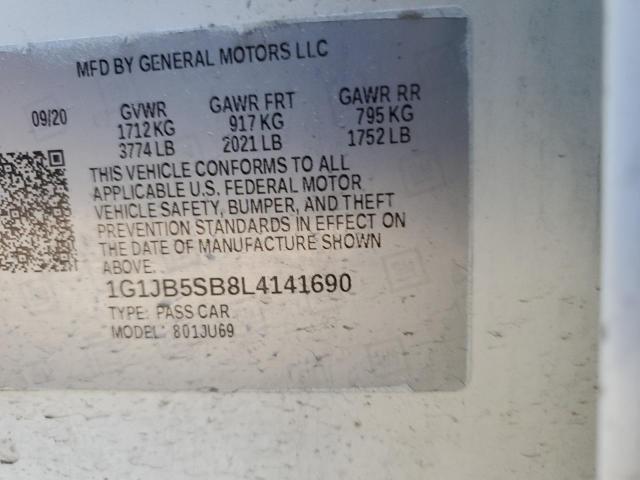 MFD BY GENERAL MOTORS LLC
09/20 GVWR GAWR FRT GAWR RR
1712 KG 917 KG 795 KG
3774 LB 2021 LB 1752 LB
THIS VEHICLE CONFORMS TO ALL
APPLICABLE U.S. FEDERAL MOTOR
VEHICLE SAFETY, BUMPER, AND THEFT
PREVENTION STANDARDS IN EFFECT ON
THE DATE OF MANUFACTURE SHOWN
ABOVE.
1G1JB5SB8L4141690
TYPE: PASS CAR
MODEL: 801JU69